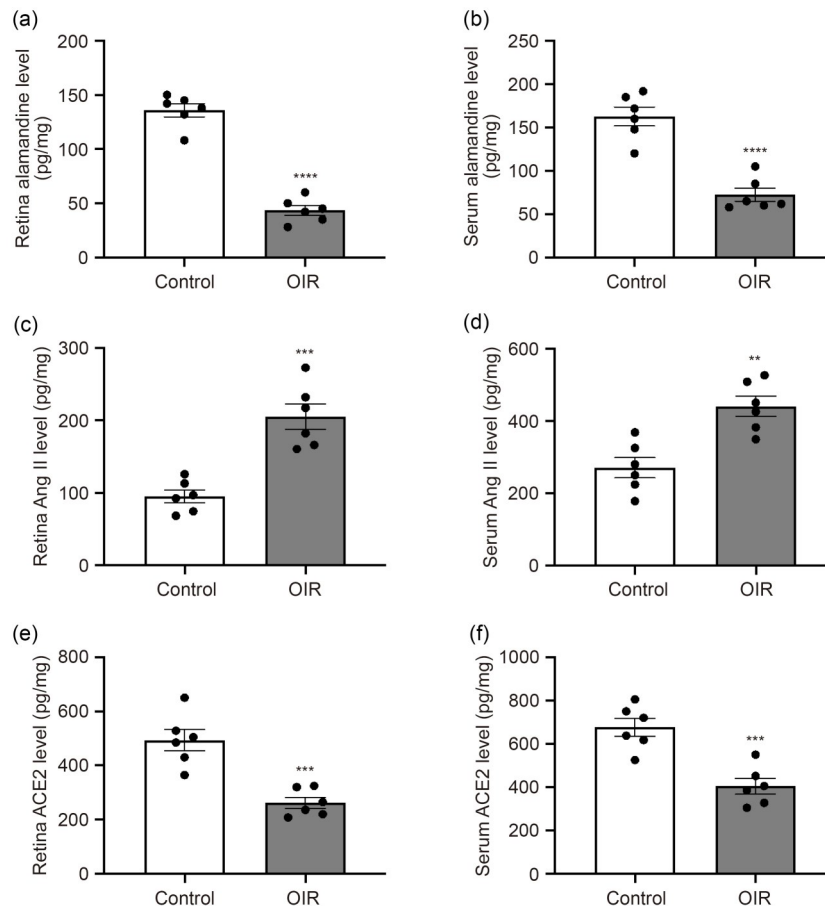 (a)
Retina alamandine level
(pg/mg)
200
150
100
50
0
****
Control
OIR
(b)
Serum alamandine level
(pg/mg)
250
200
150
100
50
0
****
Control
OIR
(c)
Retina Ang II level (pg/mg)
300
200
100
0
***
Control
OIR
(d)
Serum Ang II level (pg/mg)
600
400
200
0
**
Control
OIR
(e)
Retina ACE2 level (pg/mg)
800
600
400
200
0
***
Control
OIR
(f)
Serum ACE2 level (pg/mg)
1000
800
600
400
200
0
***
Control
OIR